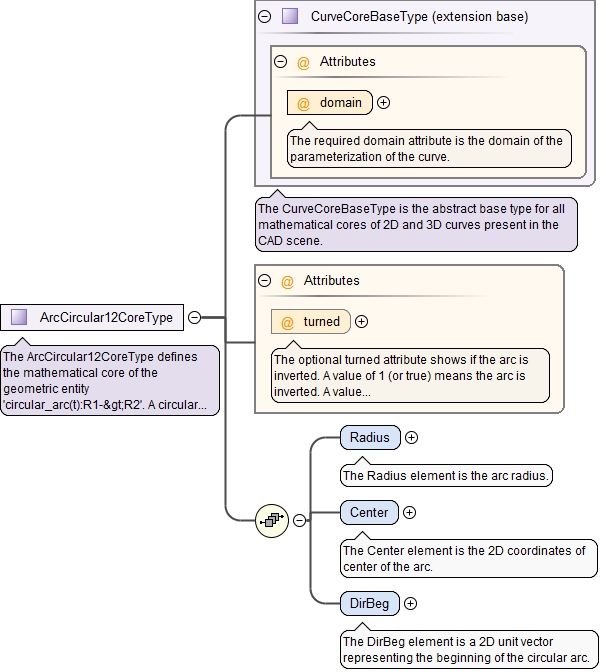 CurveCoreBaseType (extension base)
@ Attributes
@ domain
The required domain attribute is the domain of the
parameterization of the curve.
The CurveCoreBaseType is the abstract base type for all
mathematical cores of 2D and 3D curves present in the
CAD scene.
@ Attributes
@ turned
The optional turned attribute shows if the arc is
inverted. A value of 1 (or true) means the arc is
inverted. A value...
ArcCircular12CoreType
The ArcCircular12CoreType defines
the mathematical core of the
geometric entity
'circular_arc(t):R1-&gt;R2'. A circular...
Radius
The Radius element is the arc radius.
Center
The Center element is the 2D coordinates of
center of the arc.
DirBeg
The DirBeg element is a 2D unit vector
representing the beginning of the circular arc.